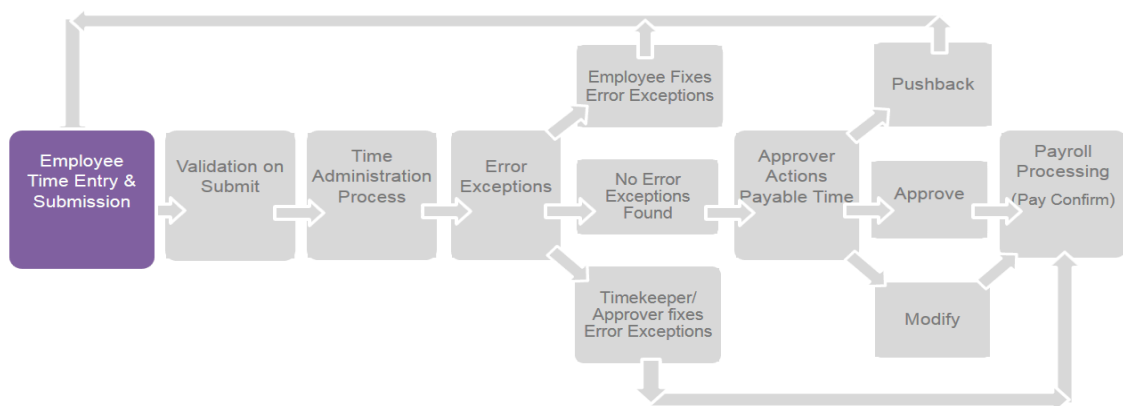 Employee
Time Entry &
Submission
Validation on
Submit
Time
Administration
Process
Error
Exceptions
Employee Fixes
Error Exceptions
No Error
Exceptions
Found
Timekeeper/
Approver fixes
Error Exceptions
Approver
Actions
Payable Time
Pushback
Approve
Modify
Payroll
Processing
(Pay Confirm)